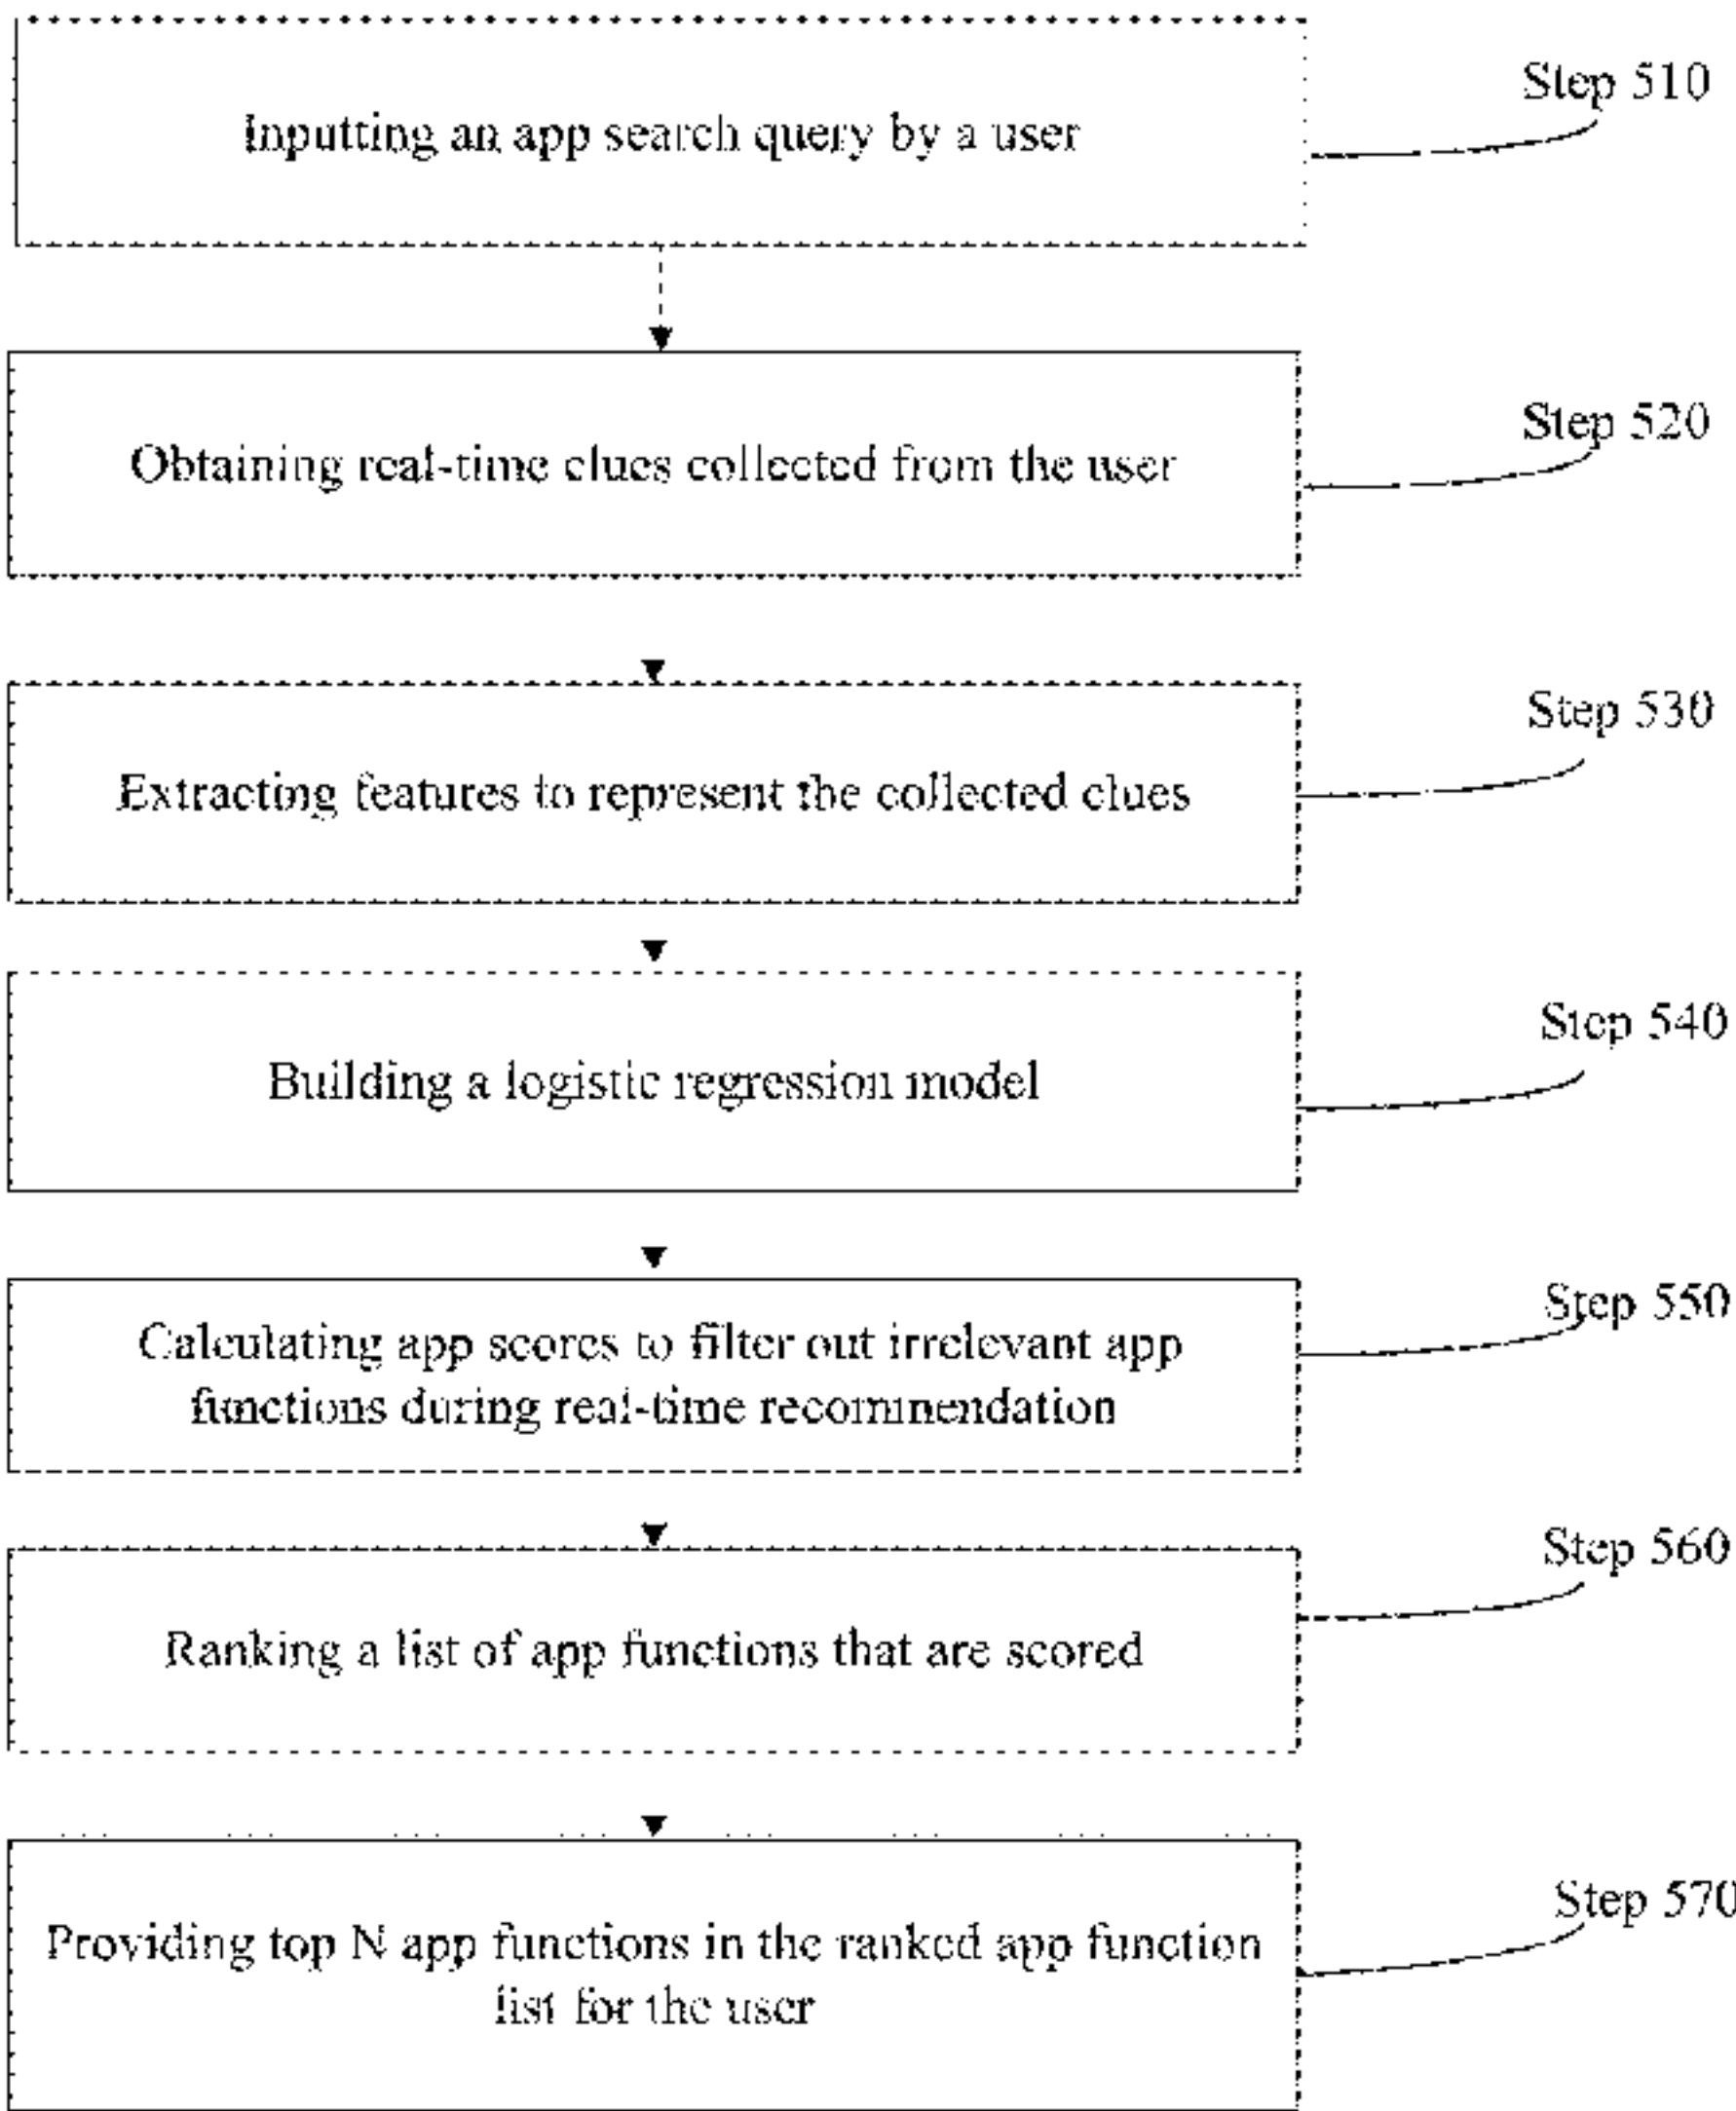 Step 510
Inputting an app search query by a user
Step 520
Obtaining real-time clues collected from the user
Step 530
Extracting features to represent the collected clues
Step 540
Building a logistic regression model
Step 550
Calculating app scores to filter out irrelevant app
functions during real-time recommendation
Step 560
Ranking a list of app functions that are scored
Step 570
Providing top N app functions in the ranked app function
list for the user